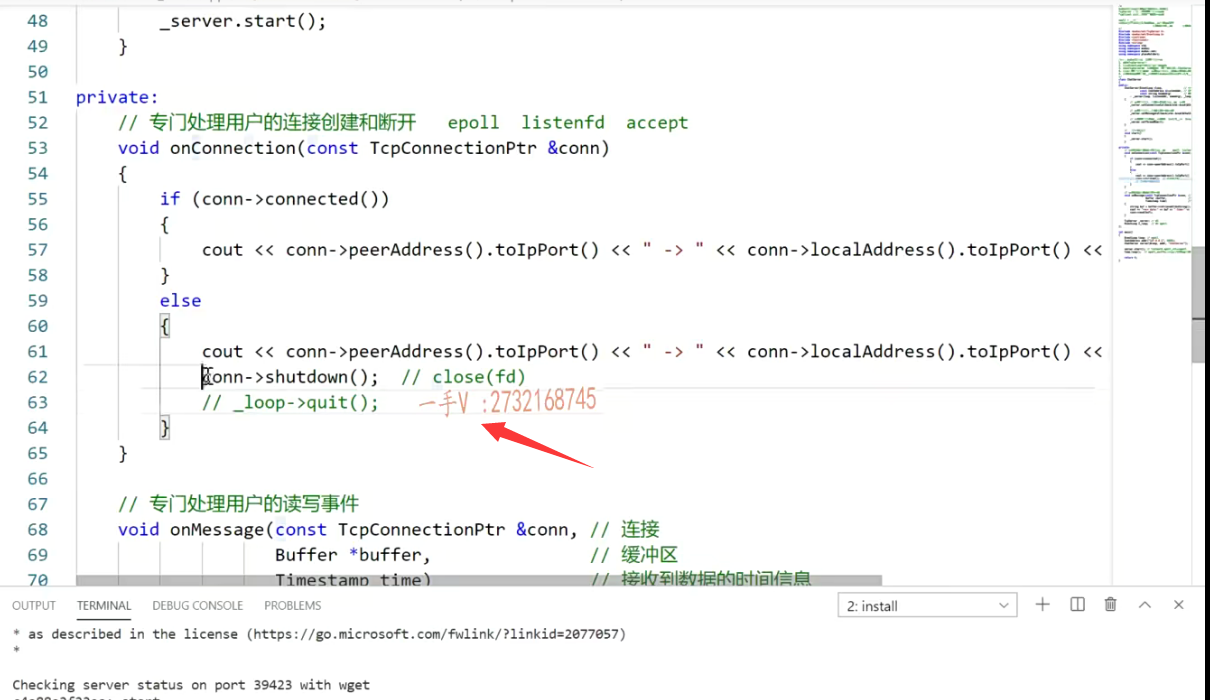 48 _server.start();
49 }
50
51 private:
52 // 专门处理用户的连接创建和断开 epoll listenfd accept
53 void onConnection(const TcpConnectionPtr &conn)
54 {
55 if (conn->connected())
56 {
57 cout << conn->peerAddress().toIpPort() << " -> " << conn->localAddress().toIpPort() <<
58 }
59 else
60 {
61 cout << conn->peerAddress().toIpPort() << " -> " << conn->localAddress().toIpPort() <<
62 conn->shutdown(); // close(fd)
63 // _loop->quit(); 一手V :2732168745
64 }
65 }
66
67 // 专门处理用户的读写事件
68 void onMessage(const TcpConnectionPtr &conn, // 连接
69 Buffer *buffer, // 缓冲区
70 Timestamp time) // 接收到数据的时间信息
OUTPUT TERMINAL DEBUG CONSOLE PROBLEMS 2: install
* as described in the license (https://go.microsoft.com/fwlink/?linkid=2077057)
*
Checking server status on port 39423 with wget